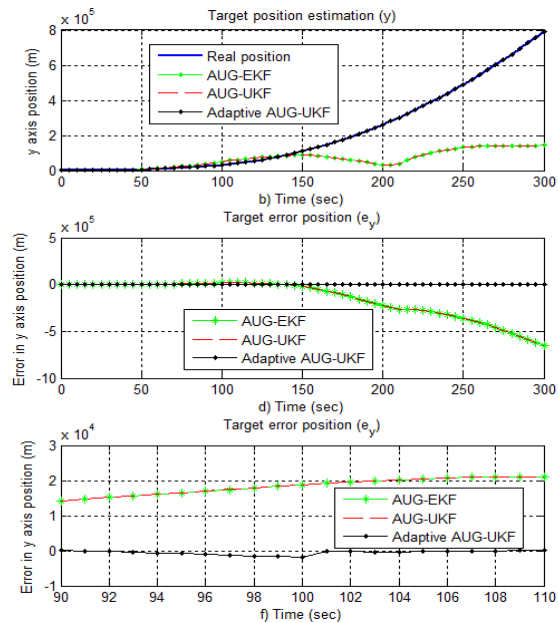 Target position estimation (y)
x 10^5
8
6
4
2
0
y axis position (m)
Real position
AUG-EKF
AUG-UKF
Adaptive AUG-UKF
0 50 100 150 200 250 300
b) Time (sec)
Target error position (e_y)
x 10^5
5
0
-5
-10
Error in y axis position (m)
AUG-EKF
AUG-UKF
Adaptive AUG-UKF
0 50 100 150 200 250 300
d) Time (sec)
Target error position (e_y)
x 10^4
3
2
1
0
-1
Error in y axis position (m)
AUG-EKF
AUG-UKF
Adaptive AUG-UKF
90 92 94 96 98 100 102 104 106 108 110
f) Time (sec)